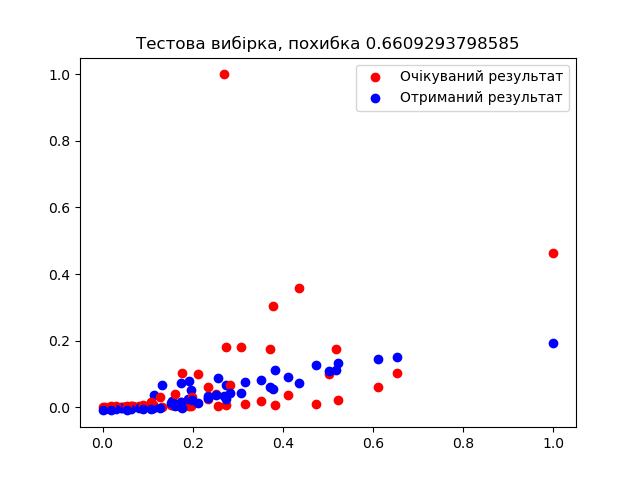 Тестова вибірка, похибка 0.6609293798585
Очікуваний результат
Отриманий результат
1.0
0.8
0.6
0.4
0.2
0.0
0.0 0.2 0.4 0.6 0.8 1.0